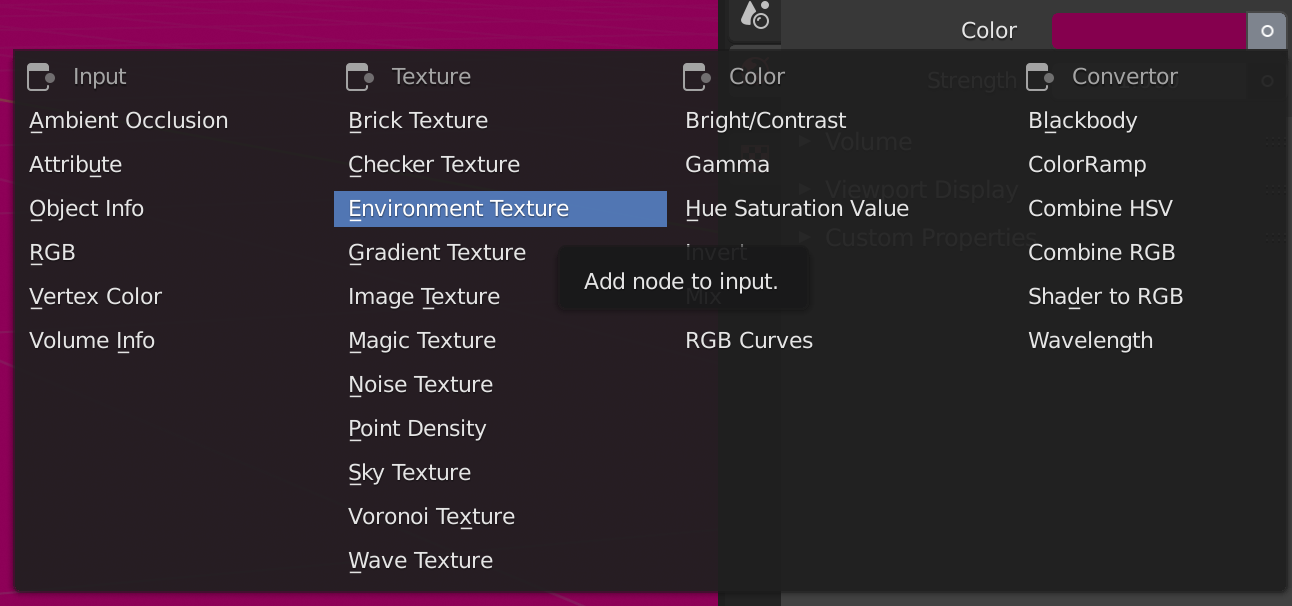 Color
Strength
Input
Ambient Occlusion
Attribute
Object Info
RGB
Vertex Color
Volume Info
Texture
Brick Texture
Checker Texture
Environment Texture
Gradient Texture
Image Texture
Magic Texture
Noise Texture
Point Density
Sky Texture
Voronoi Texture
Wave Texture
Color
Bright/Contrast
Gamma
Hue Saturation Value
Invert
Mix
RGB Curves
Convertor
Blackbody
ColorRamp
Combine HSV
Combine RGB
Shader to RGB
Wavelength
Add node to input.
Volume
Viewport Display
Custom Properties